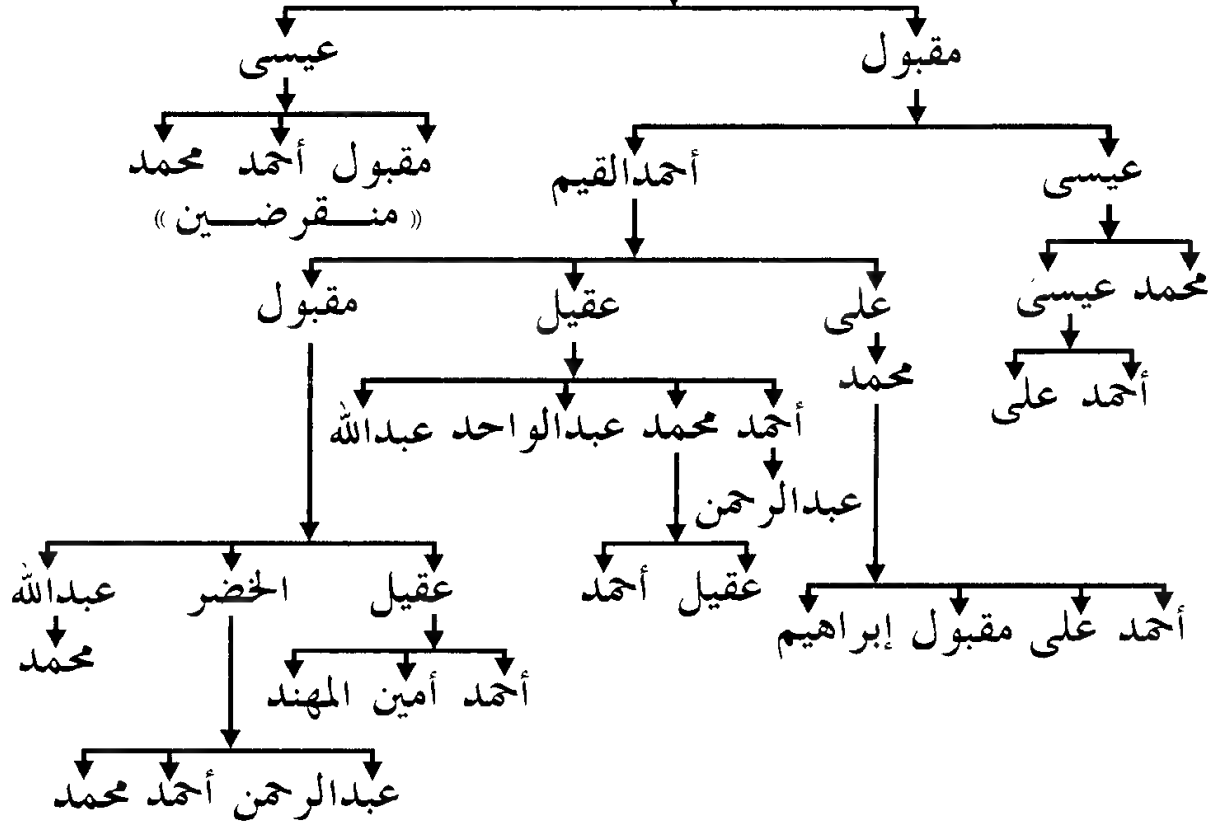 مقبول عيسى
عيسى أحمدالقيم مقبول أحمد محمد
« منـــقرضـــين »
محمد عيسى على عقيل مقبول
أحمد على محمد
أحمد محمد عبدالواحد عبدالله
عبدالرحمن
عقيل أحمد عقيل الخضر عبدالله
أحمد على مقبول إبراهيم محمد
أحمد أمين المهند
عبدالرحمن أحمد محمد